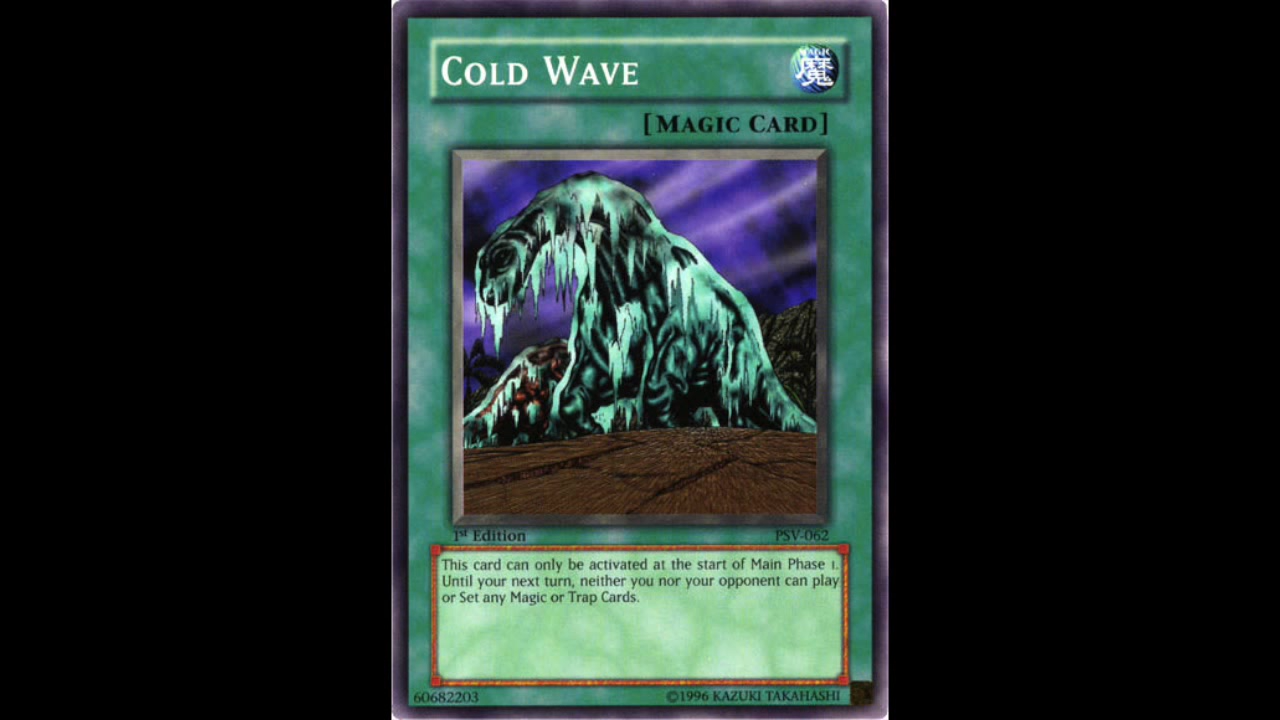 COLD WAVE
MAGIC
魔
[MAGIC CARD]
1st Edition
PSV-062
This card can only be activated at the start of Main Phase 1.
Until your next turn, neither you nor your opponent can play
or Set any Magic or Trap Cards.
60682203
©1996 KAZUKI TAKAHASHI